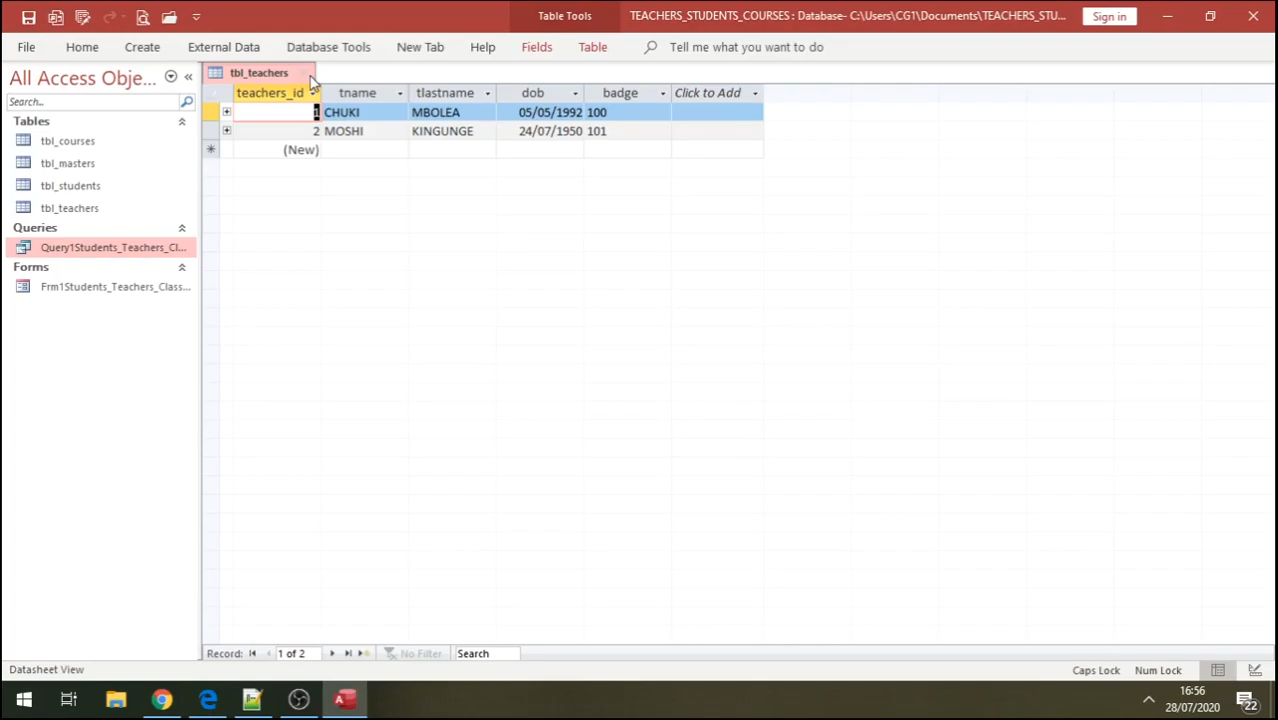 Table Tools
TEACHERS_STUDENTS_COURSES : Database- C:\Users\CG1\Documents\TEACHERS_STU...
Sign in
File Home Create External Data Database Tools New Tab Help Fields Table Tell me what you want to do
All Access Obje...
Search...
Tables
tbl_courses
tbl_masters
tbl_students
tbl_teachers
Queries
Query1Students_Teachers_Cl...
Forms
Frm1Students_Teachers_Class...
tbl_teachers
teachers_id tname tlastname dob badge Click to Add
1 CHUKI MBOLEA 05/05/1992 100
2 MOSHI KINGUNGE 24/07/1950 101
(New)
Record: 1 of 2 No Filter Search
Datasheet View
Caps Lock Num Lock
16:56
28/07/2020
22